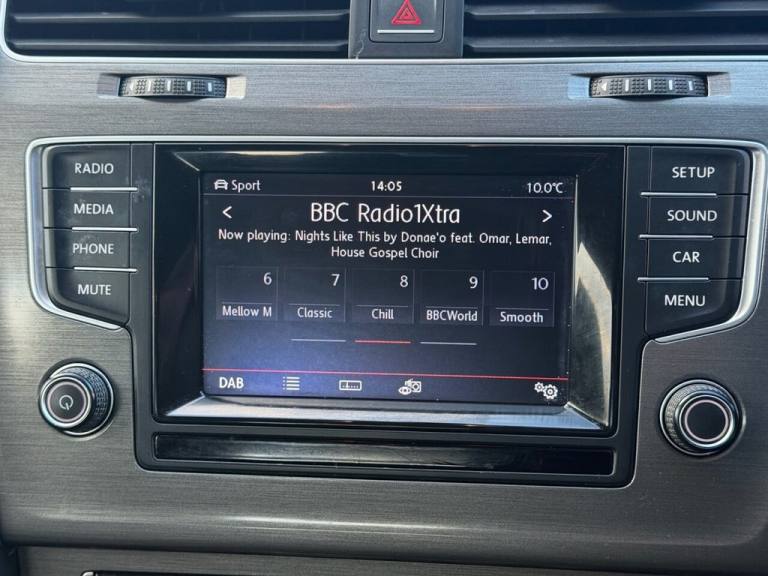 RADIO
MEDIA
PHONE
MUTE
Sport 14:05 10.0°C
< BBC Radio1Xtra >
Now playing: Nights Like This by Donae'o feat. Omar, Lemar,
House Gospel Choir
6 7 8 9 10
Mellow M Classic Chill BBCWorld Smooth
DAB
SETUP
SOUND
CAR
MENU